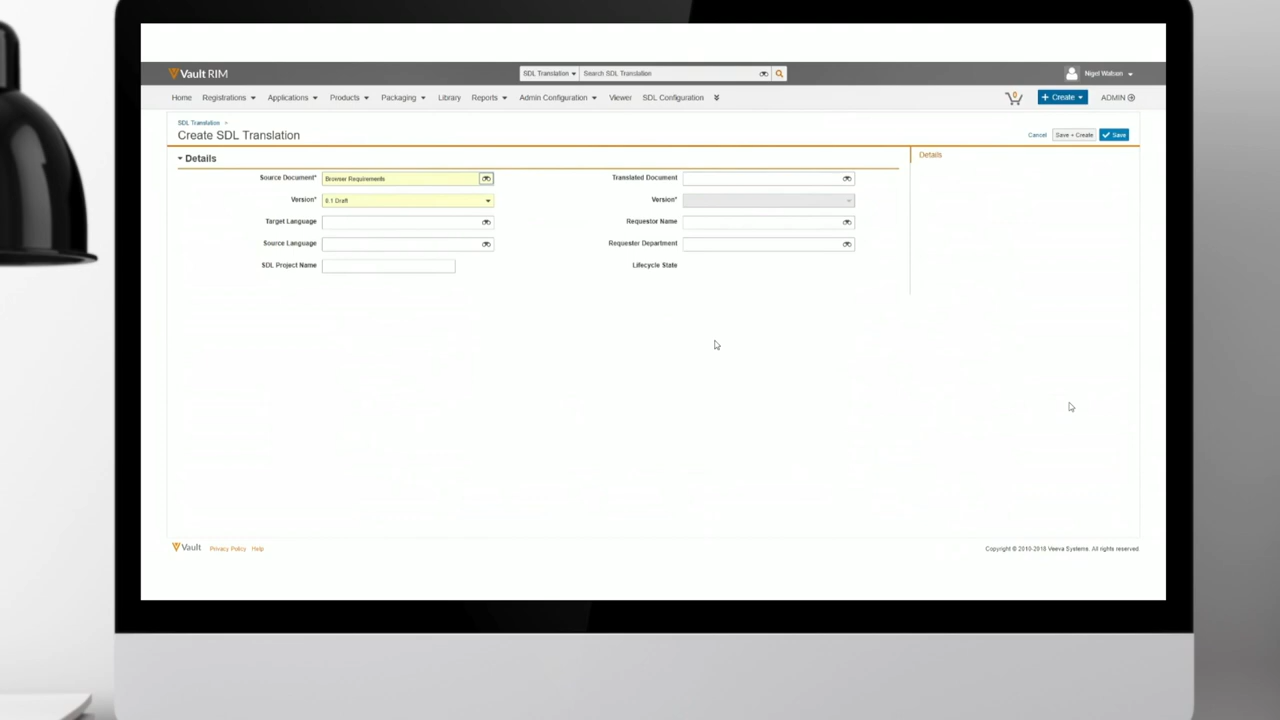 Vault RIM
SDL Translation
Search SDL Translation
Nigel Watson
Home Registrations Applications Products Packaging Library Reports Admin Configuration Viewer SDL Configuration
0
+ Create
ADMIN
SDL Translation >
Create SDL Translation
Cancel
Save + Create
Save
Details
Details
Source Document* Browser Requirements
Translated Document
Version* 0.1 Draft
Version*
Target Language
Requestor Name
Source Language
Requester Department
SDL Project Name
Lifecycle State
Vault Privacy Policy Help
Copyright © 2010-2018 Veeva Systems. All rights reserved.